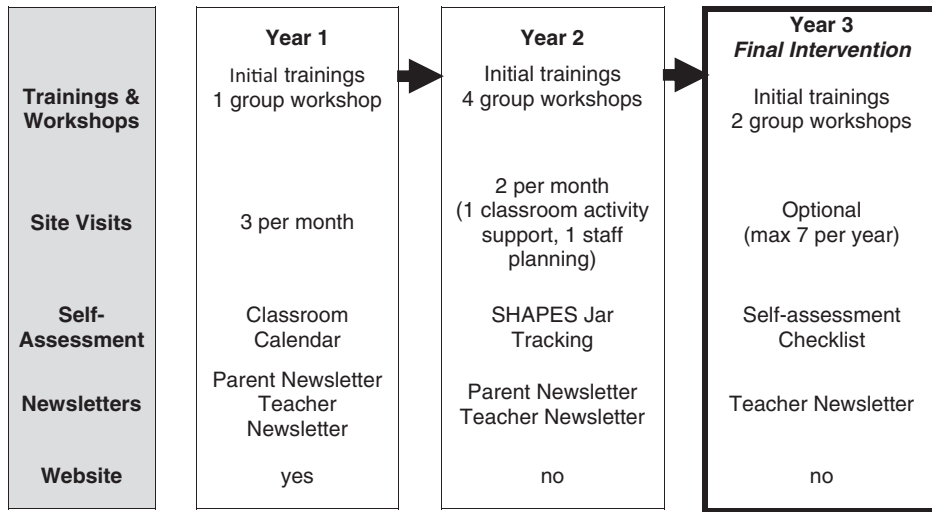 Trainings &
Workshops
Site Visits
Self-
Assessment
Newsletters
Website
Year 1
Initial trainings
1 group workshop
3 per month
Classroom
Calendar
Parent Newsletter
Teacher
Newsletter
yes
Year 2
Initial trainings
4 group workshops
2 per month
(1 classroom activity
support, 1 staff
planning)
SHAPES Jar
Tracking
Parent Newsletter
Teacher Newsletter
no
Year 3
Final Intervention
Initial trainings
2 group workshops
Optional
(max 7 per year)
Self-assessment
Checklist
Teacher Newsletter
no